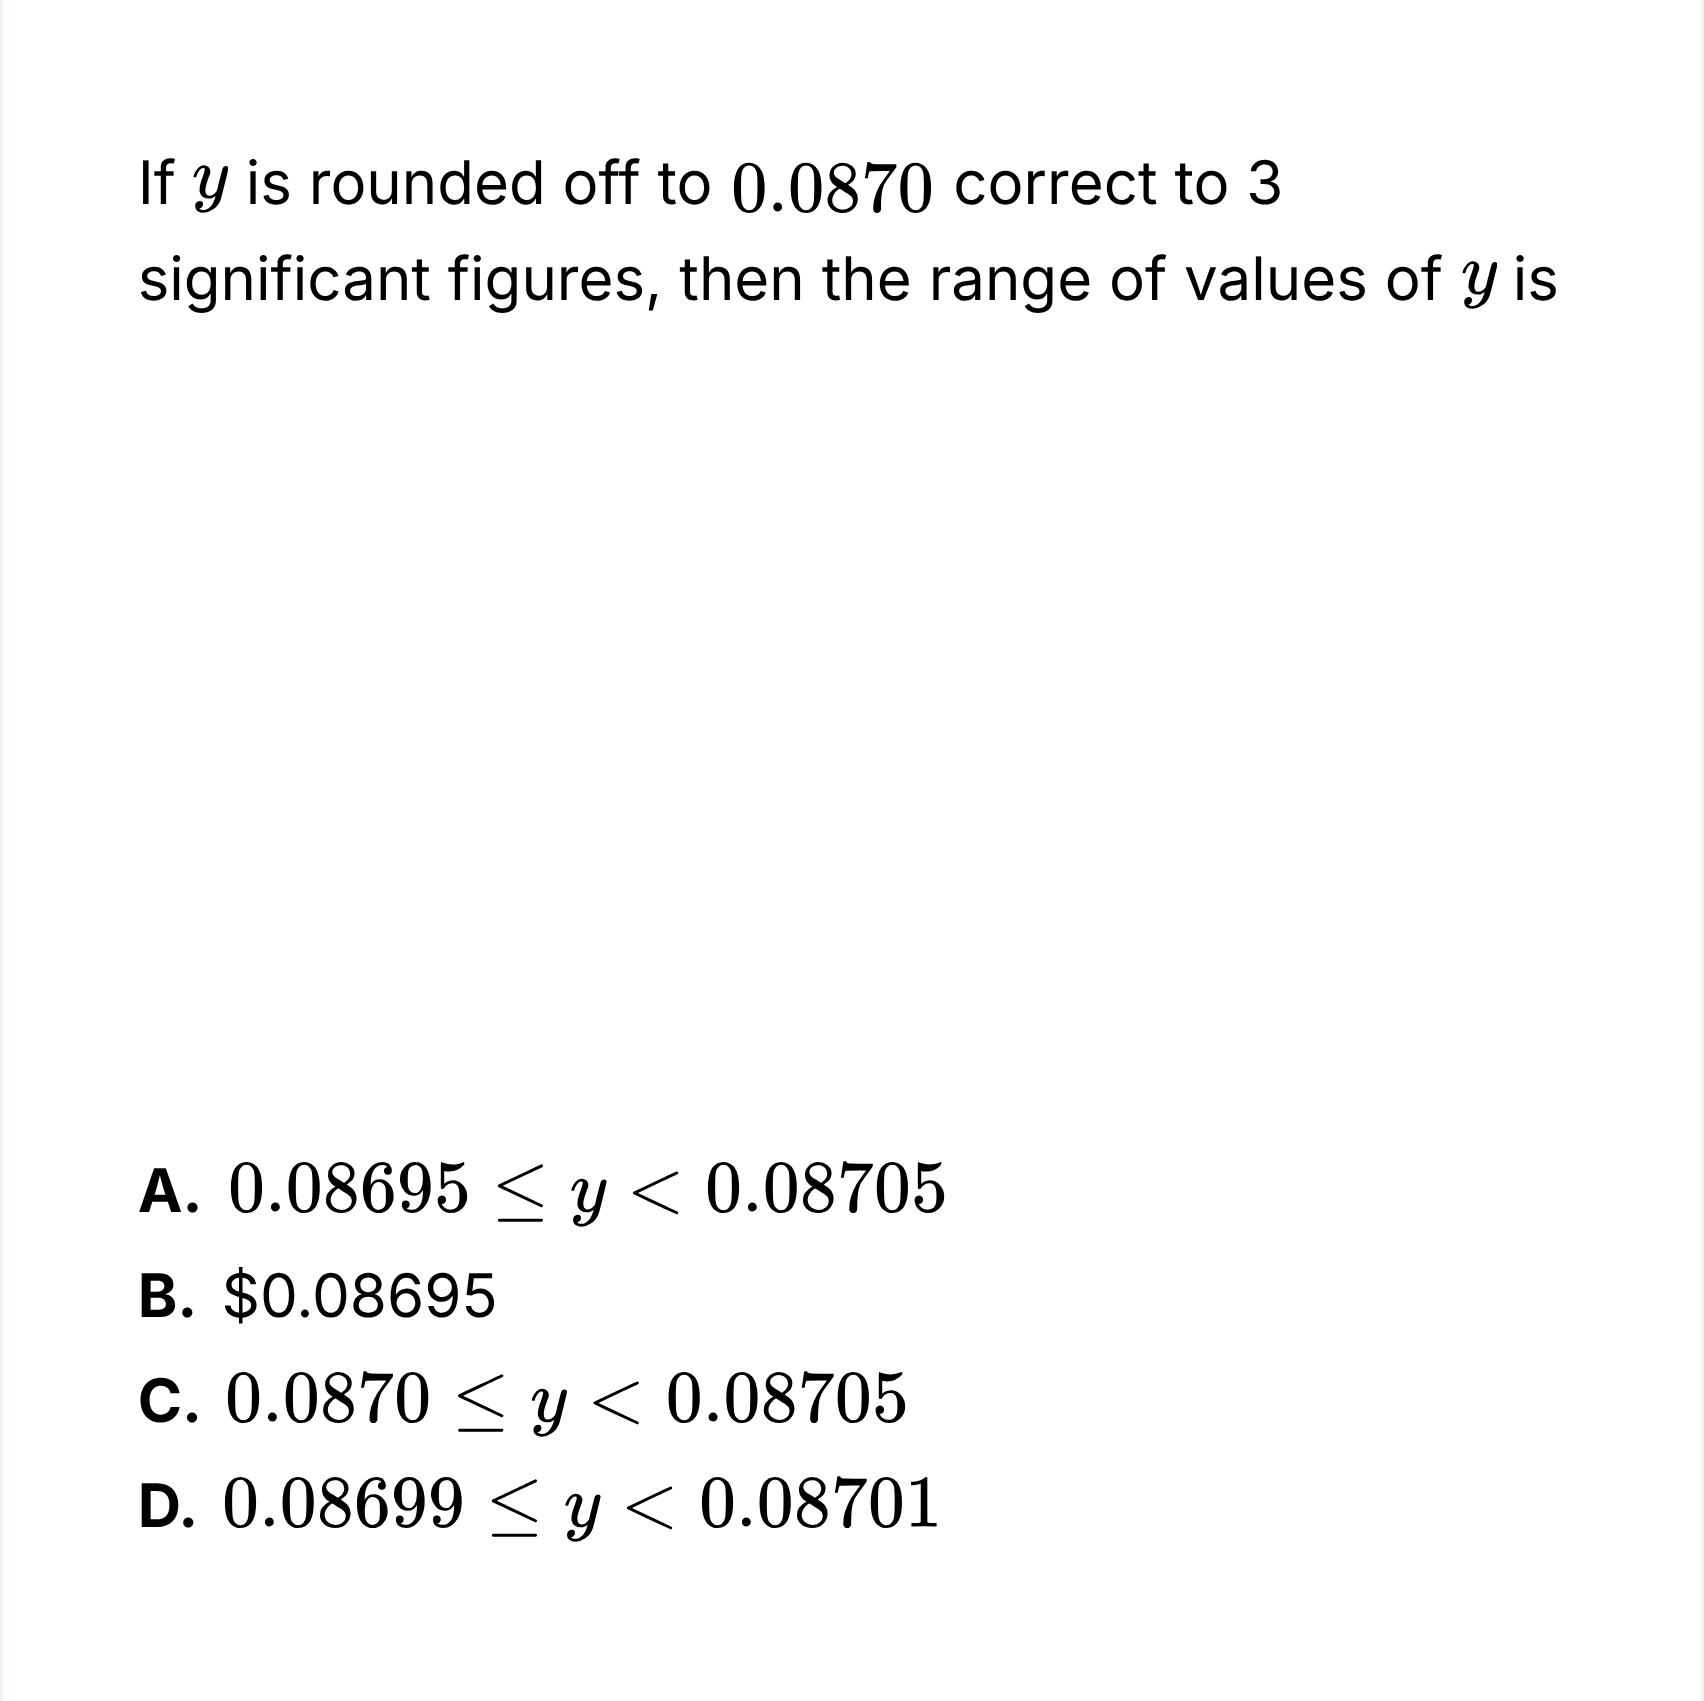 If y is rounded off to 0.0870 correct to 3
significant figures, then the range of values of y is
A. 0.08695 ≤ y < 0.08705
B. $0.08695
C. 0.0870 ≤ y < 0.08705
D. 0.08699 ≤ y < 0.08701